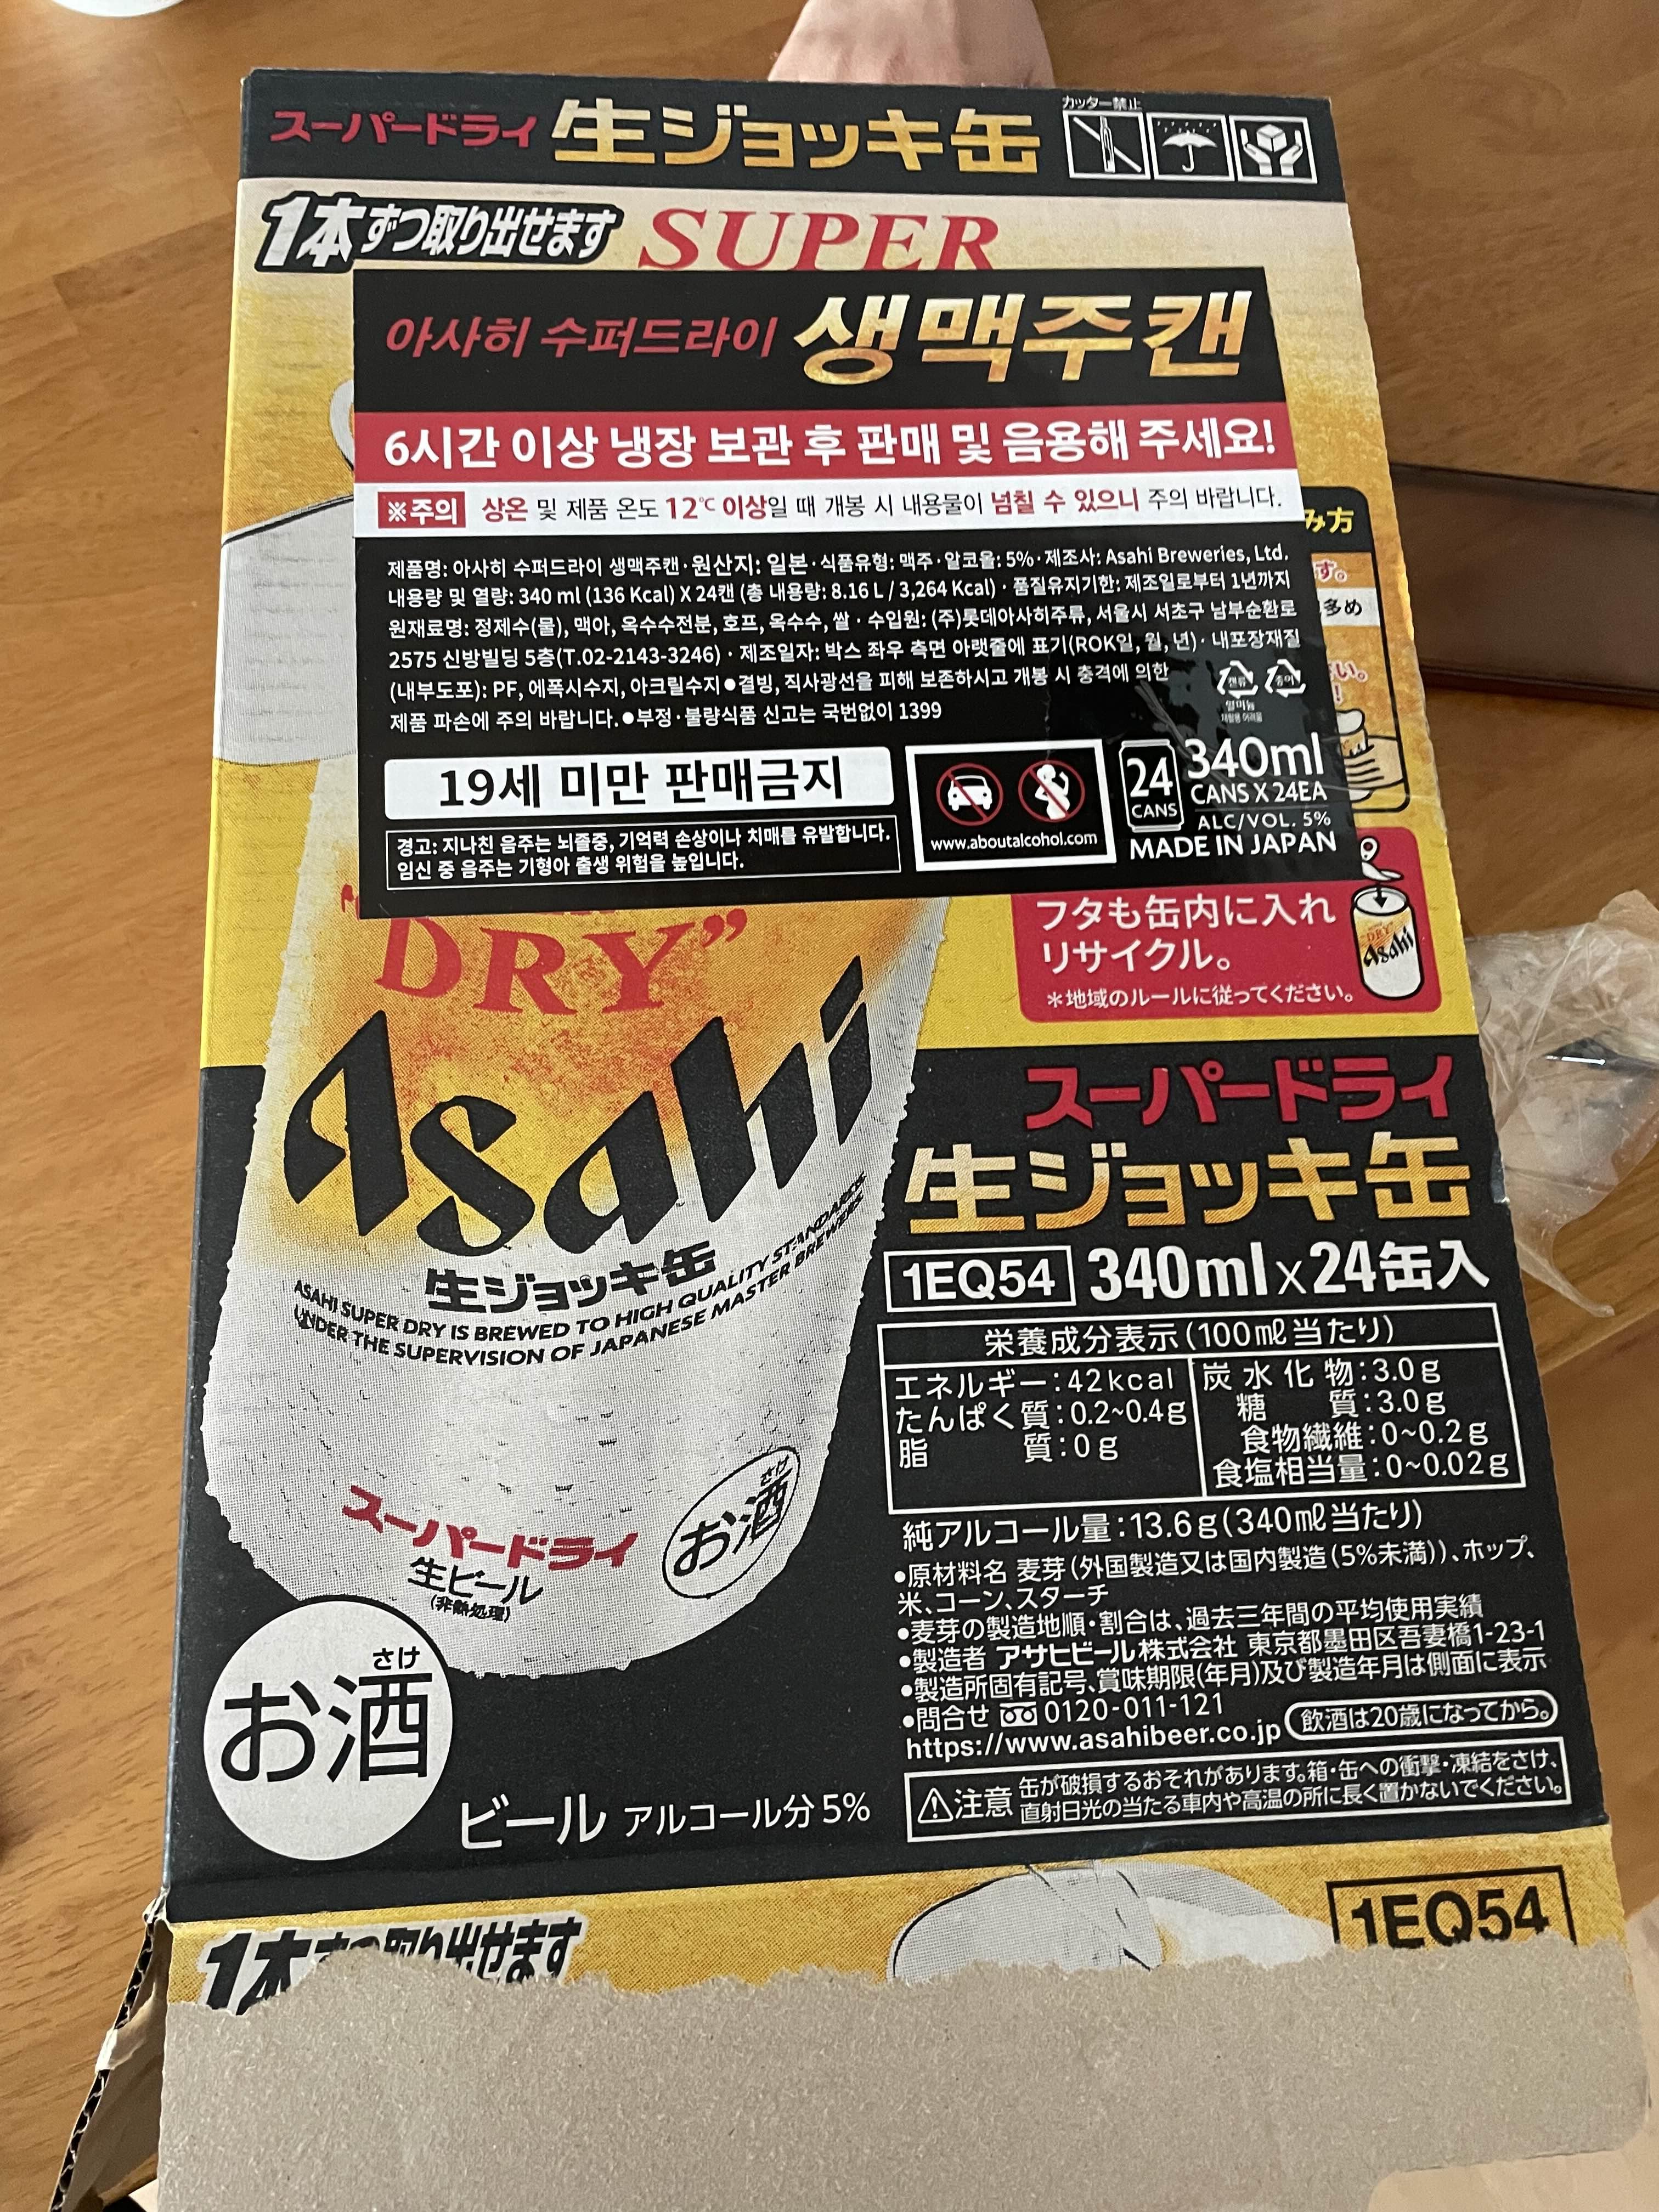 スーパードライ 生ジョッキ缶
カッター禁止
1本ずつ取り出せます
SUPER
아사히 수퍼드라이 생맥주캔
6시간 이상 냉장 보관 후 판매 및 음용해 주세요!
※주의 상온 및 제품 온도 12℃ 이상일 때 개봉 시 내용물이 넘칠 수 있으니 주의 바랍니다.
제품명: 아사히 수퍼드라이 생맥주캔·원산지: 일본·식품유형: 맥주·알코올: 5%·제조사: Asahi Breweries, Ltd.
내용량 및 열량: 340 ml (136 Kcal) X 24캔 (총 내용량: 8.16 L / 3,264 Kcal) · 품질유지기한: 제조일로부터 1년까지
원재료명: 정제수(물), 맥아, 옥수수전분, 호프, 옥수수, 쌀 · 수입원: (주)롯데아사히주류, 서울시 서초구 남부순환로
2575 신방빌딩 5층(T.02-2143-3246) · 제조일자: 박스 좌우 측면 아랫줄에 표기(ROK일, 월, 년)· 내포장재질
(내부도포): PF, 에폭시수지, 아크릴수지●결빙, 직사광선을 피해 보존하시고 개봉 시 충격에 의한
제품 파손에 주의 바랍니다.●부정·불량식품 신고는 국번없이 1399
캔류 종이
알미늄
재활용 어려움
19세 미만 판매금지
경고: 지나친 음주는 뇌졸중, 기억력 손상이나 치매를 유발합니다.
임신 중 음주는 기형아 출생 위험을 높입니다.
www.aboutalcohol.com
24
CANS
340ml
CANS X 24EA
ALC/VOL. 5%
MADE IN JAPAN
み方
す。
多め
い。
フタも缶内に入れ
リサイクル。
*地域のルールに従ってください。
"DRY"
Asahi
DRY
Asahi
生ジョッキ缶
ASAHI SUPER DRY IS BREWED TO HIGH QUALITY STANDARDS
UNDER THE SUPERVISION OF JAPANESE MASTER BREWERS
スーパードライ
生ビール
(非熱処理)
さけ
お酒
さけ
お酒
ビール アルコール分 5%
スーパードライ
生ジョッキ缶
1EQ54 340ml×24缶入
栄養成分表示(100㎖当たり)
エネルギー:42kcal
たんぱく質:0.2~0.4g
脂質:0g
炭水化物:3.0g
糖質:3.0g
食物繊維:0~0.2g
食塩相当量:0~0.02g
純アルコール量:13.6g(340㎖当たり)
●原材料名 麦芽(外国製造又は国内製造(5%未満))、ホップ、
米、コーン、スターチ
●麦芽の製造地順・割合は、過去三年間の平均使用実績
●製造者 アサヒビール株式会社 東京都墨田区吾妻橋1-23-1
●製造所固有記号、賞味期限(年月)及び製造年月は側面に表示
●問合せ 0120-011-121
https://www.asahibeer.co.jp 飲酒は20歳になってから。
⚠注意 缶が破損するおそれがあります。箱・缶への衝撃・凍結をさけ、
直射日光の当たる車内や高温の所に長く置かないでください。
1本ずつ取り出せます
1EQ54